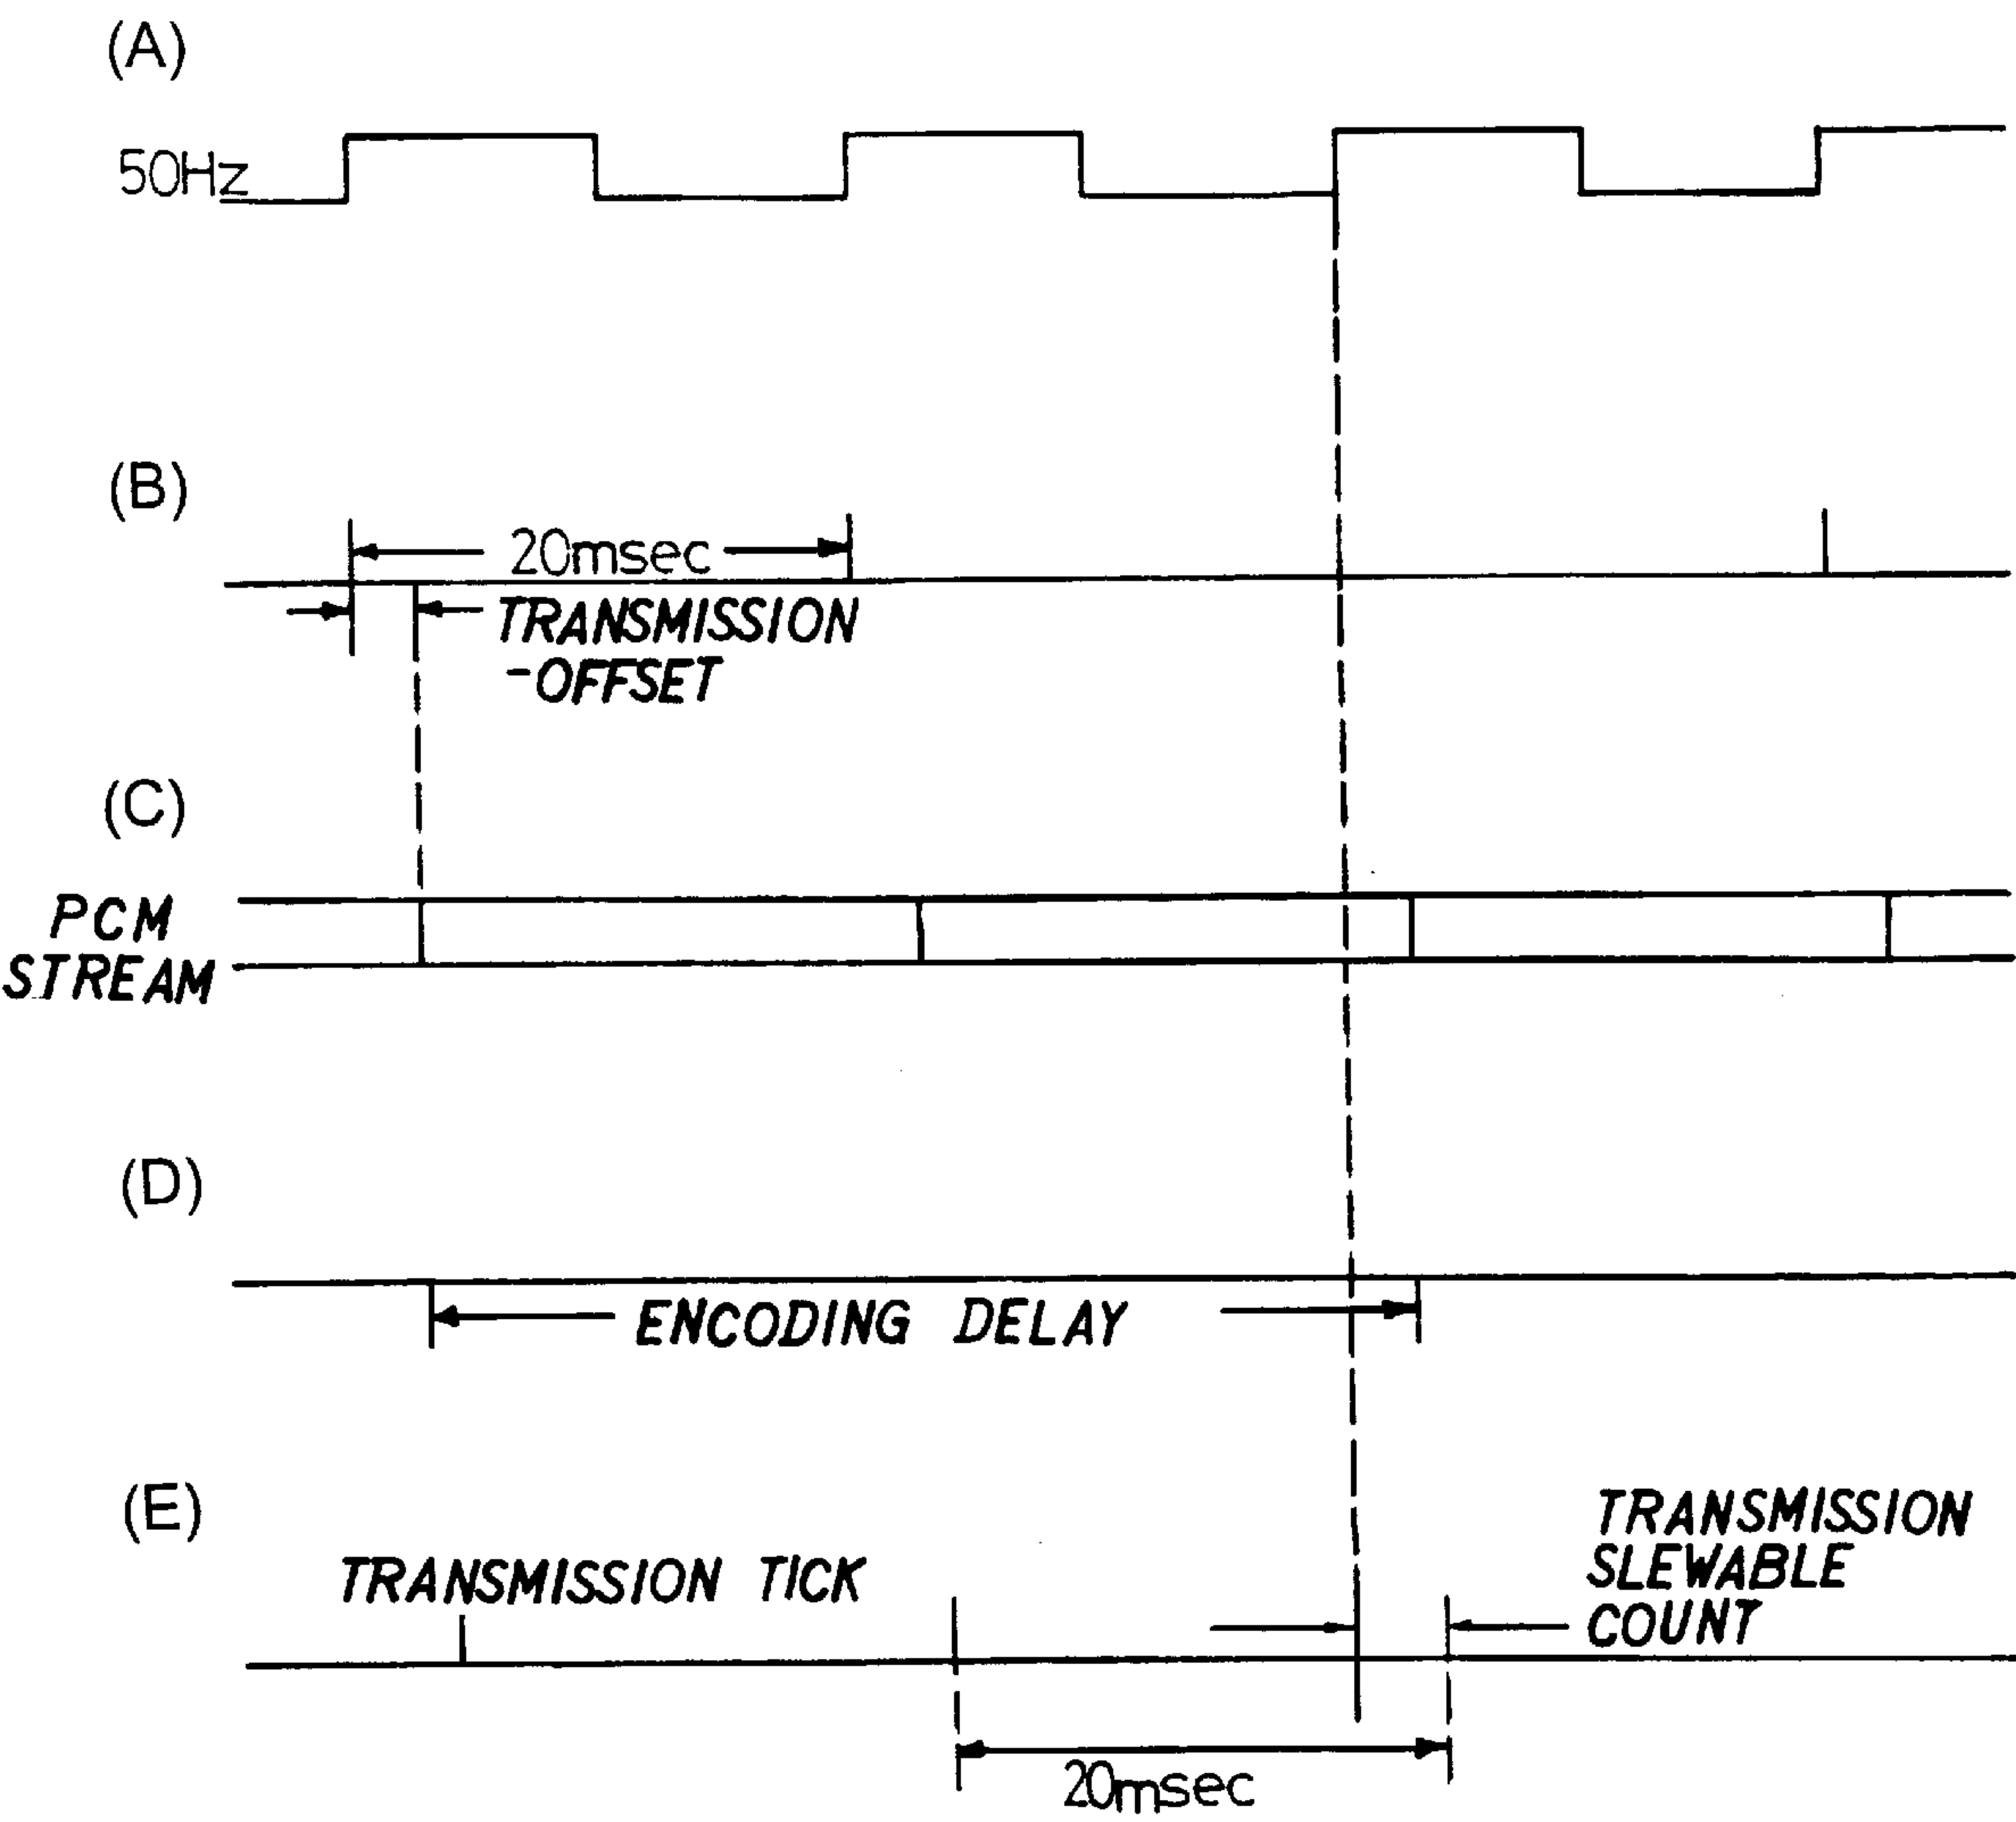 (A)
50Hz
(B)
20msec
TRANSMISSION
-OFFSET
(C)
PCM
STREAM
(D)
ENCODING DELAY
(E)
TRANSMISSION TICK
TRANSMISSION
SLEWABLE
COUNT
20msec